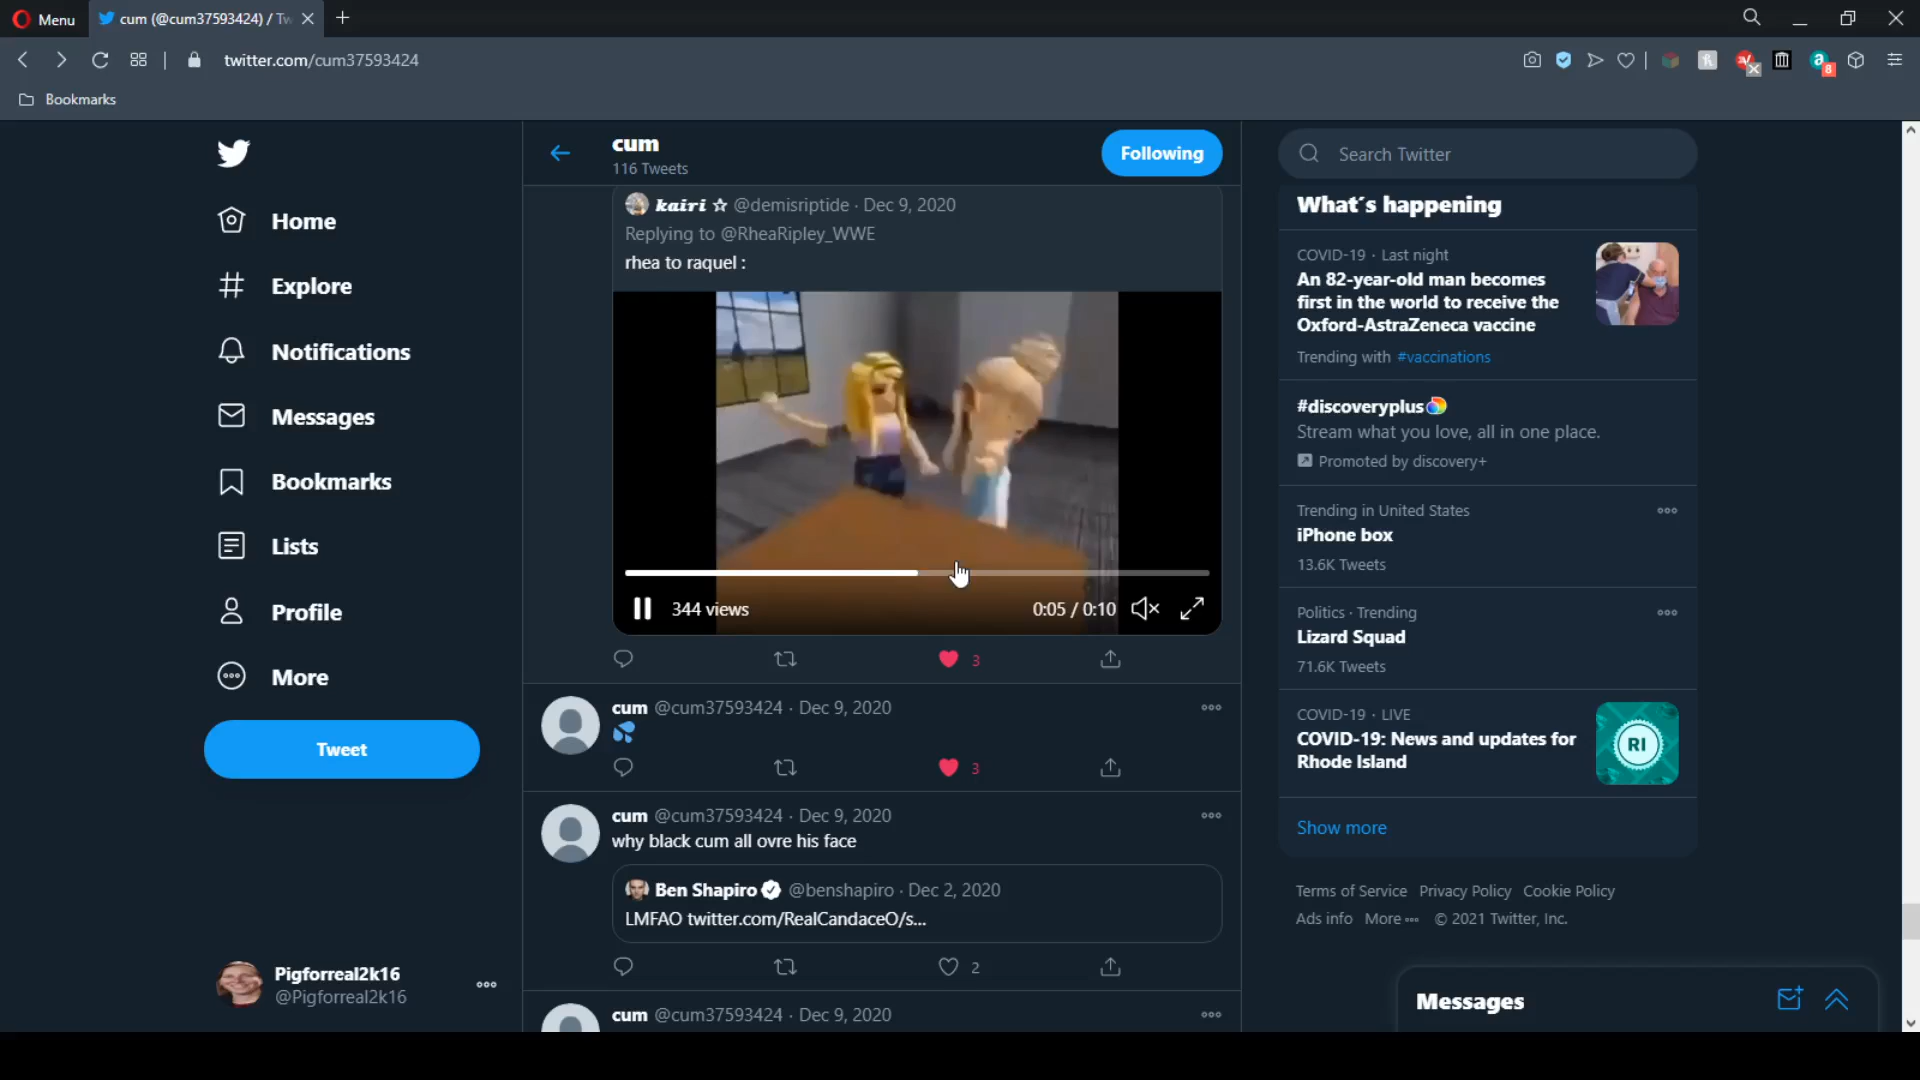 Menu
cum (@cum37593424) / Tw
twitter.com/cum37593424
Bookmarks
Home
Explore
Notifications
Messages
Bookmarks
Lists
Profile
More
Tweet
Pigforreal2k16
@Pigforreal2k16
cum
116 Tweets
Following
kairi ☆ @demisriptide · Dec 9, 2020
Replying to @RheaRipley_WWE
rhea to raquel :
344 views
0:05 / 0:10
3
cum @cum37593424 · Dec 9, 2020
💦
3
cum @cum37593424 · Dec 9, 2020
why black cum all ovre his face
Ben Shapiro @benshapiro · Dec 2, 2020
LMFAO twitter.com/RealCandaceO/s...
2
cum @cum37593424 · Dec 9, 2020
Search Twitter
What's happening
COVID-19 · Last night
An 82-year-old man becomes
first in the world to receive the
Oxford-AstraZeneca vaccine
Trending with #vaccinations
#discoveryplus
Stream what you love, all in one place.
Promoted by discovery+
Trending in United States
iPhone box
13.6K Tweets
Politics · Trending
Lizard Squad
71.6K Tweets
COVID-19 · LIVE
COVID-19: News and updates for
Rhode Island
RI
Show more
Terms of Service Privacy Policy Cookie Policy
Ads info More ··· © 2021 Twitter, Inc.
Messages
a
8